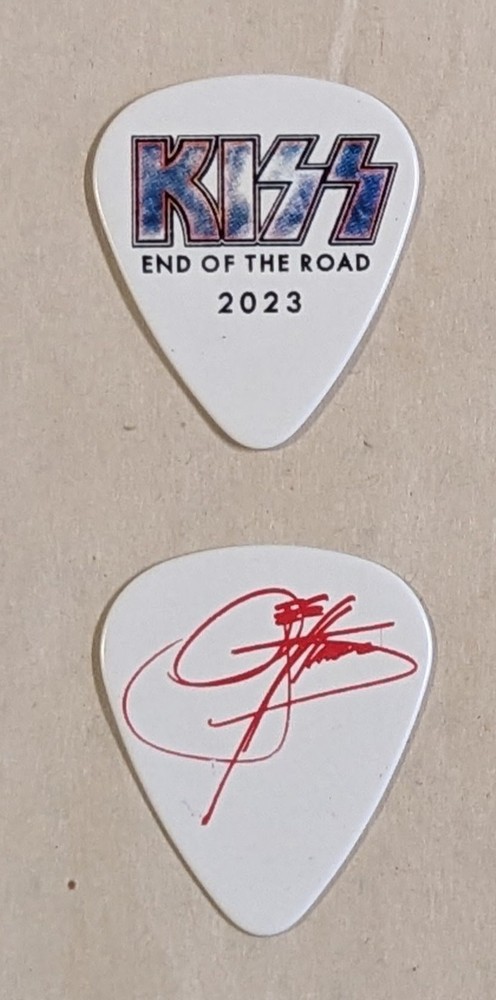 KISS
END OF THE ROAD
2023